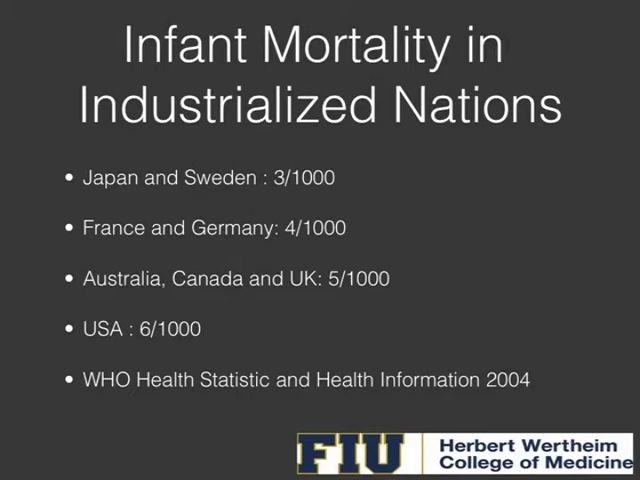 Infant Mortality in
Industrialized Nations
• Japan and Sweden : 3/1000
• France and Germany: 4/1000
• Australia, Canada and UK: 5/1000
• USA : 6/1000
• WHO Health Statistic and Health Information 2004
FIU
Herbert Wertheim
College of Medicine